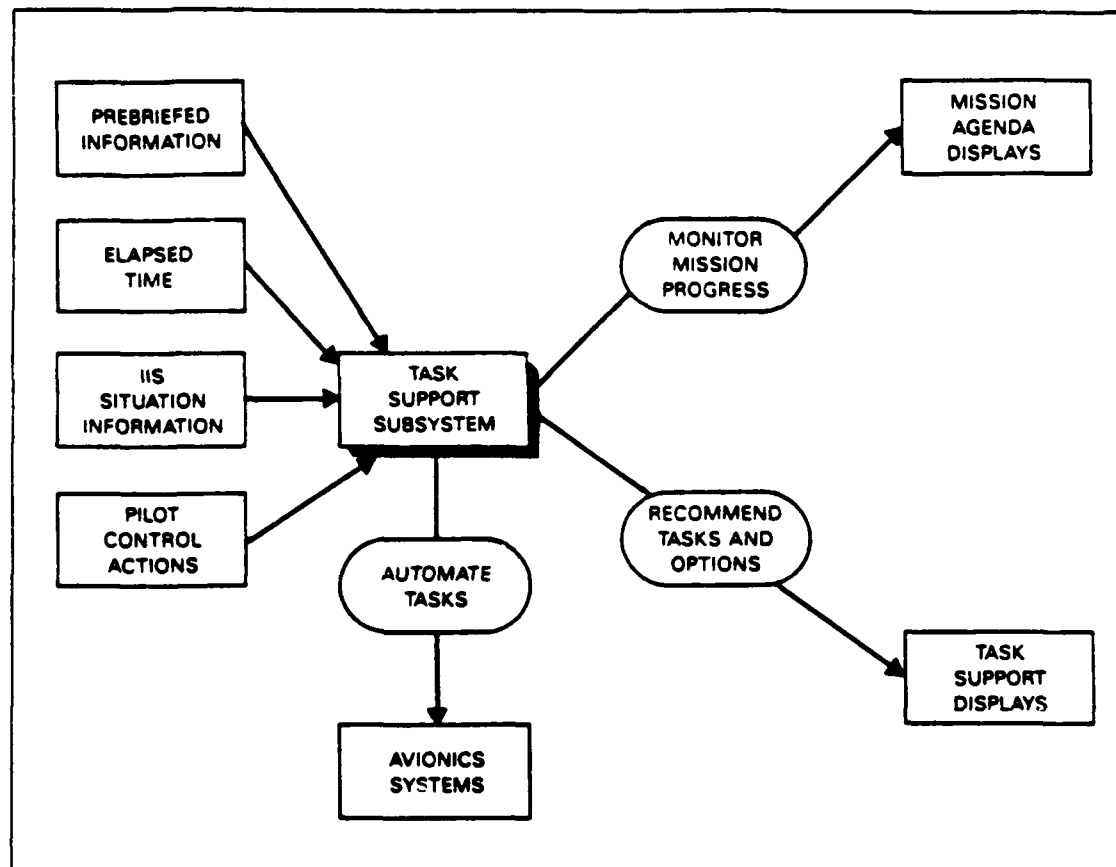 PREBRIEFED
INFORMATION
ELAPSED
TIME
IIS
SITUATION
INFORMATION
PILOT
CONTROL
ACTIONS
TASK
SUPPORT
SUBSYSTEM
AUTOMATE
TASKS
AVIONICS
SYSTEMS
MONITOR
MISSION
PROGRESS
MISSION
AGENDA
DISPLAYS
RECOMMEND
TASKS AND
OPTIONS
TASK
SUPPORT
DISPLAYS